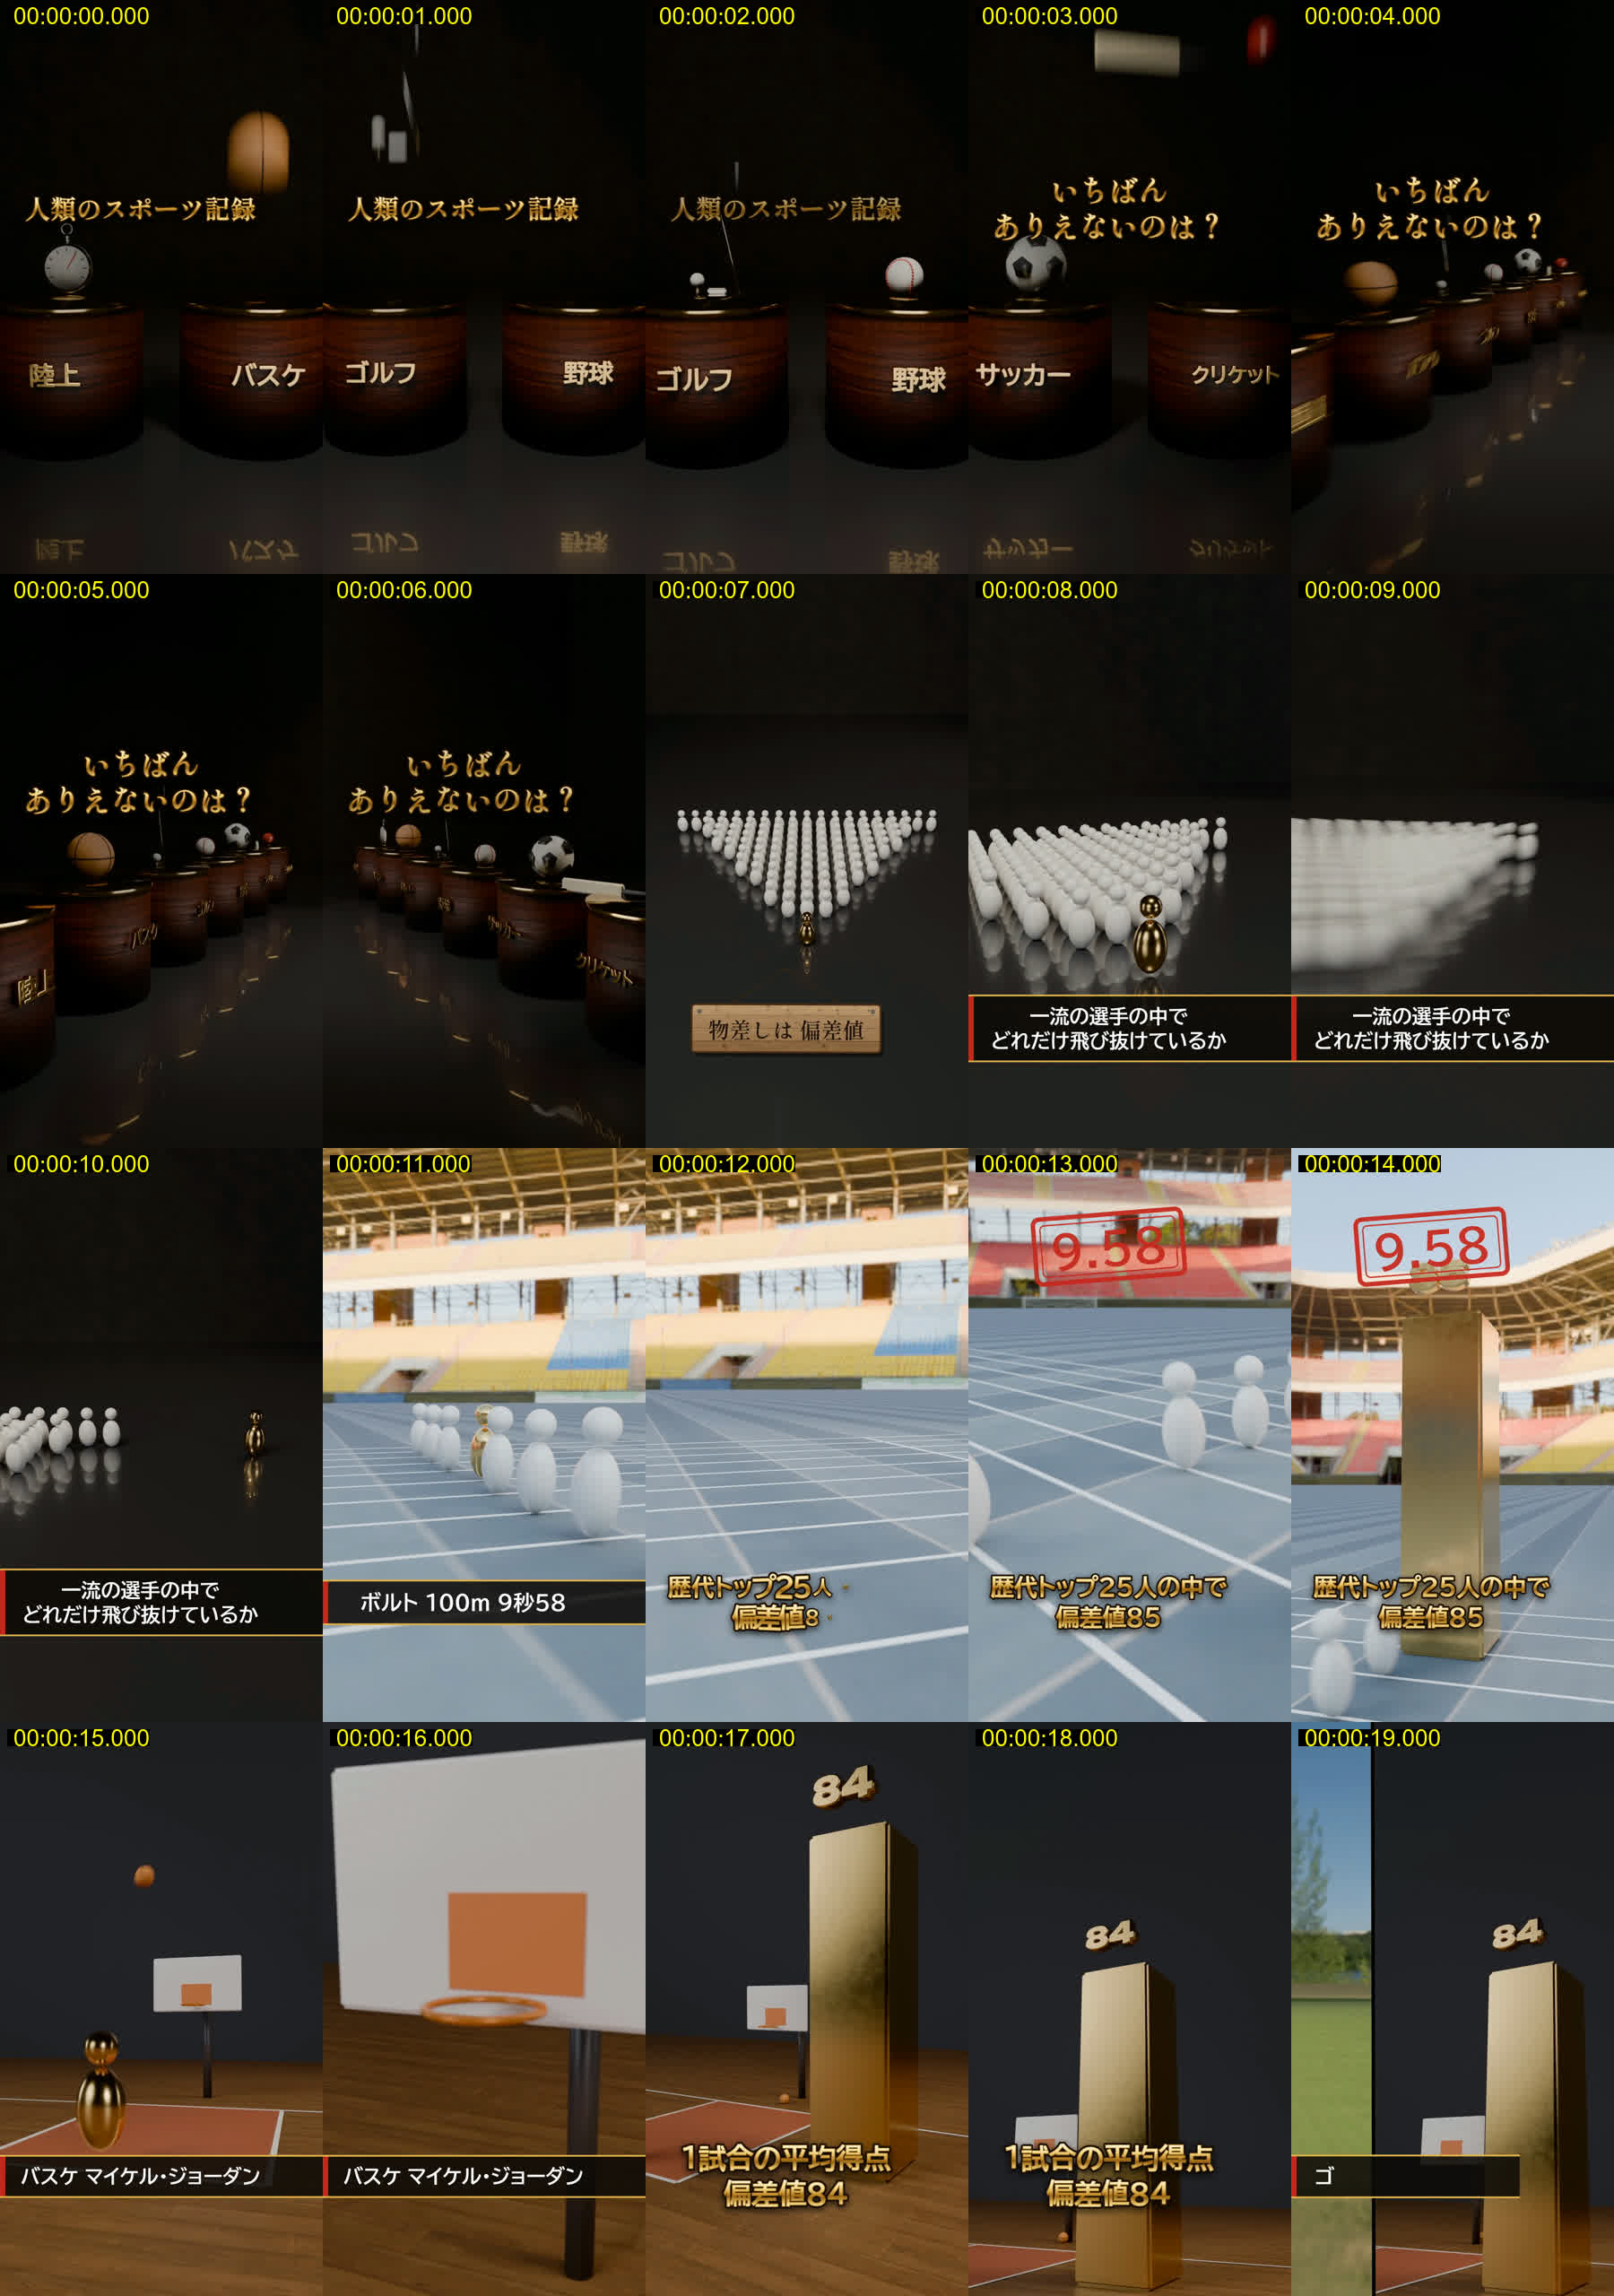 00:00:00.000
人類のスポーツ記録
陸上
バスケ
00:00:01.000
人類のスポーツ記録
ゴルフ
野球
00:00:02.000
人類のスポーツ記録
ゴルフ
野球
00:00:03.000
いちばん
ありえないのは？
サッカー
クリケット
00:00:04.000
いちばん
ありえないのは？
00:00:05.000
いちばん
ありえないのは？
陸上
バスケ
00:00:06.000
いちばん
ありえないのは？
サッカー
クリケット
00:00:07.000
物差しは 偏差値
00:00:08.000
一流の選手の中で
どれだけ飛び抜けているか
00:00:09.000
一流の選手の中で
どれだけ飛び抜けているか
00:00:10.000
一流の選手の中で
どれだけ飛び抜けているか
00:00:11.000
ボルト 100m 9秒58
00:00:12.000
歴代トップ25人
偏差値8
00:00:13.000
9.58
歴代トップ25人の中で
偏差値85
00:00:14.000
9.58
歴代トップ25人の中で
偏差値85
00:00:15.000
バスケ マイケル・ジョーダン
00:00:16.000
バスケ マイケル・ジョーダン
00:00:17.000
84
1試合の平均得点
偏差値84
00:00:18.000
84
1試合の平均得点
偏差値84
00:00:19.000
84
ゴ